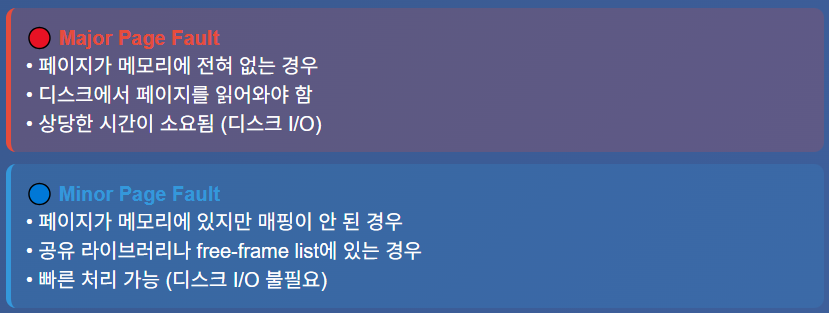 Major Page Fault
• 페이지가 메모리에 전혀 없는 경우
• 디스크에서 페이지를 읽어와야 함
• 상당한 시간이 소요됨 (디스크 I/O)
Minor Page Fault
• 페이지가 메모리에 있지만 매핑이 안 된 경우
• 공유 라이브러리나 free-frame list에 있는 경우
• 빠른 처리 가능 (디스크 I/O 불필요)